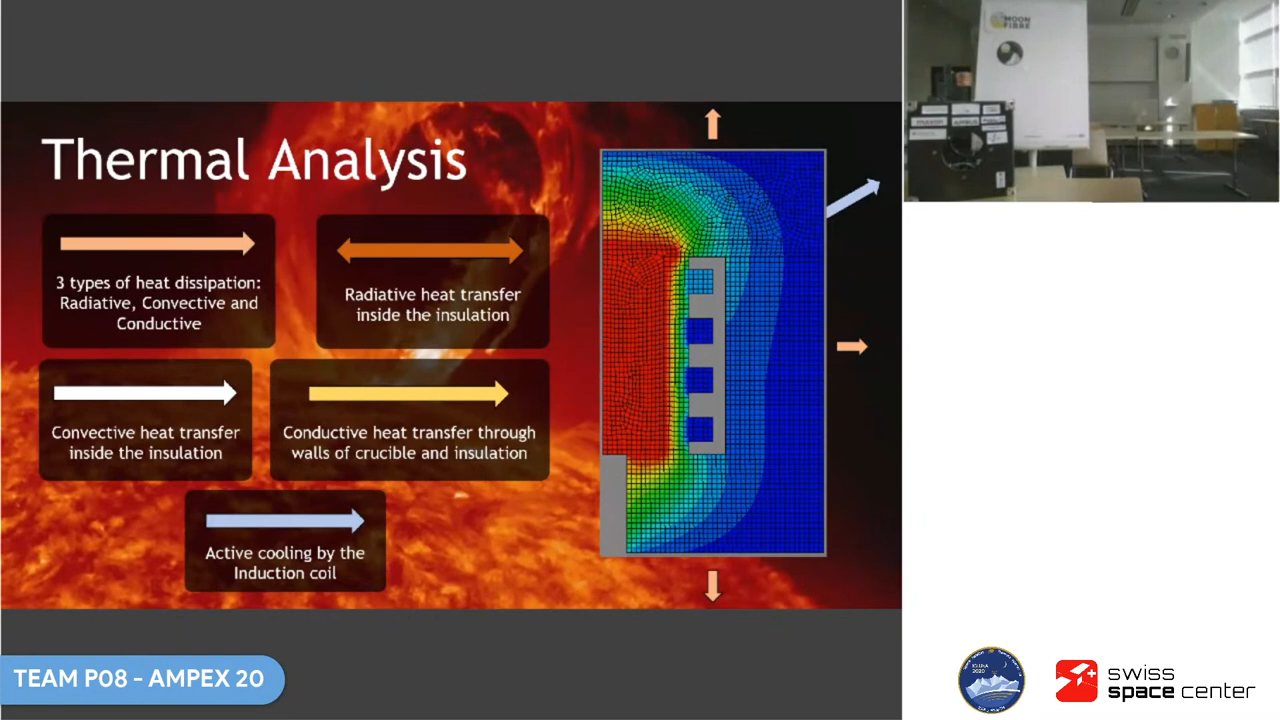 Thermal Analysis
3 types of heat dissipation:
Radiative, Convective and
Conductive
Radiative heat transfer
inside the insulation
Convective heat transfer
inside the insulation
Conductive heat transfer through
walls of crucible and insulation
Active cooling by the
Induction coil
MOON
FIBRE
TEAM P08 - AMPEX 20
IGLUNA
2020
swiss
space center